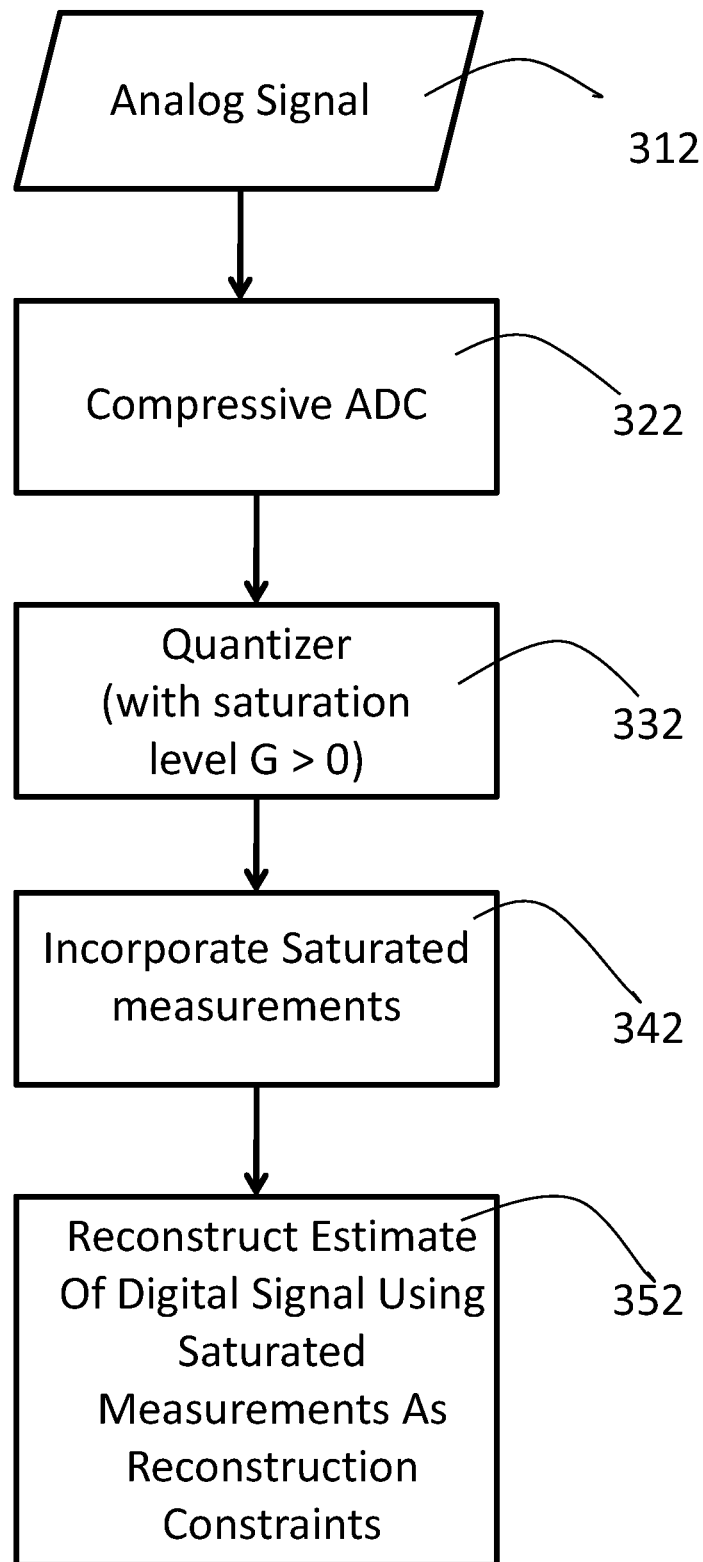 Analog Signal
312
Compressive ADC
322
Quantizer
(with saturation
level G > 0)
332
Incorporate Saturated
measurements
342
Reconstruct Estimate
Of Digital Signal Using
Saturated
Measurements As
Reconstruction
Constraints
352